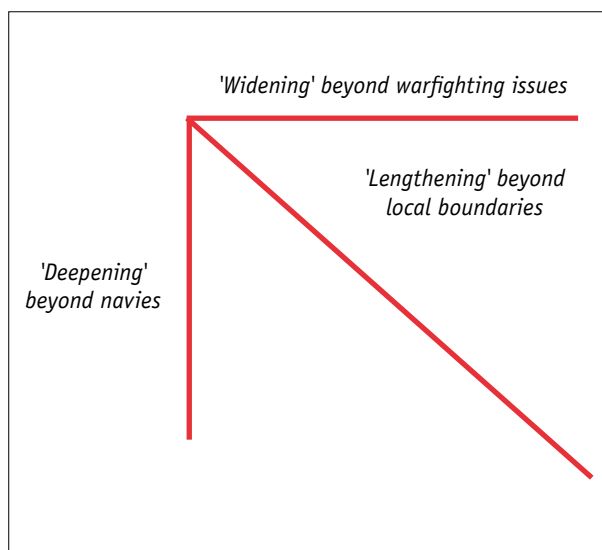 'Widening' beyond warfighting issues
'Lengthening' beyond
local boundaries
'Deepening'
beyond navies